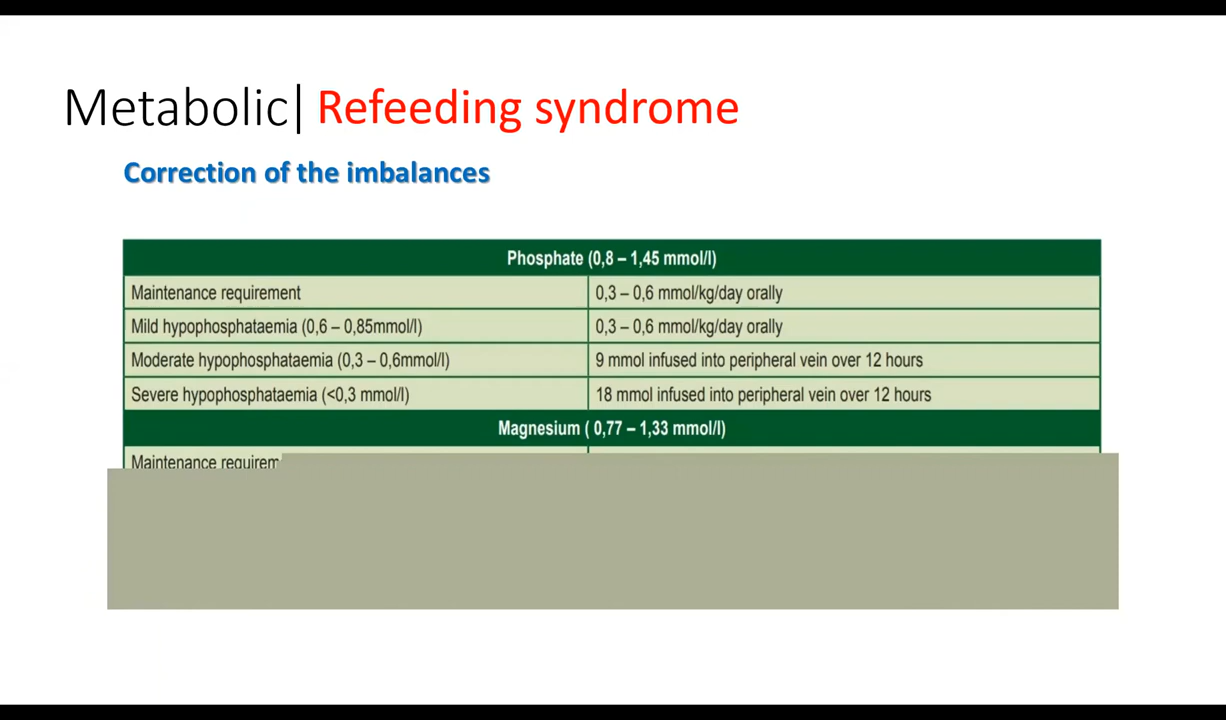 Metabolic| Refeeding syndrome
Correction of the imbalances
Phosphate (0,8 – 1,45 mmol/l)
Maintenance requirement 0,3 – 0,6 mmol/kg/day orally
Mild hypophosphataemia (0,6 – 0,85mmol/l) 0,3 – 0,6 mmol/kg/day orally
Moderate hypophosphataemia (0,3 – 0,6mmol/l) 9 mmol infused into peripheral vein over 12 hours
Severe hypophosphataemia (<0,3 mmol/l) 18 mmol infused into peripheral vein over 12 hours
Magnesium ( 0,77 – 1,33 mmol/l)
Maintenance requirem